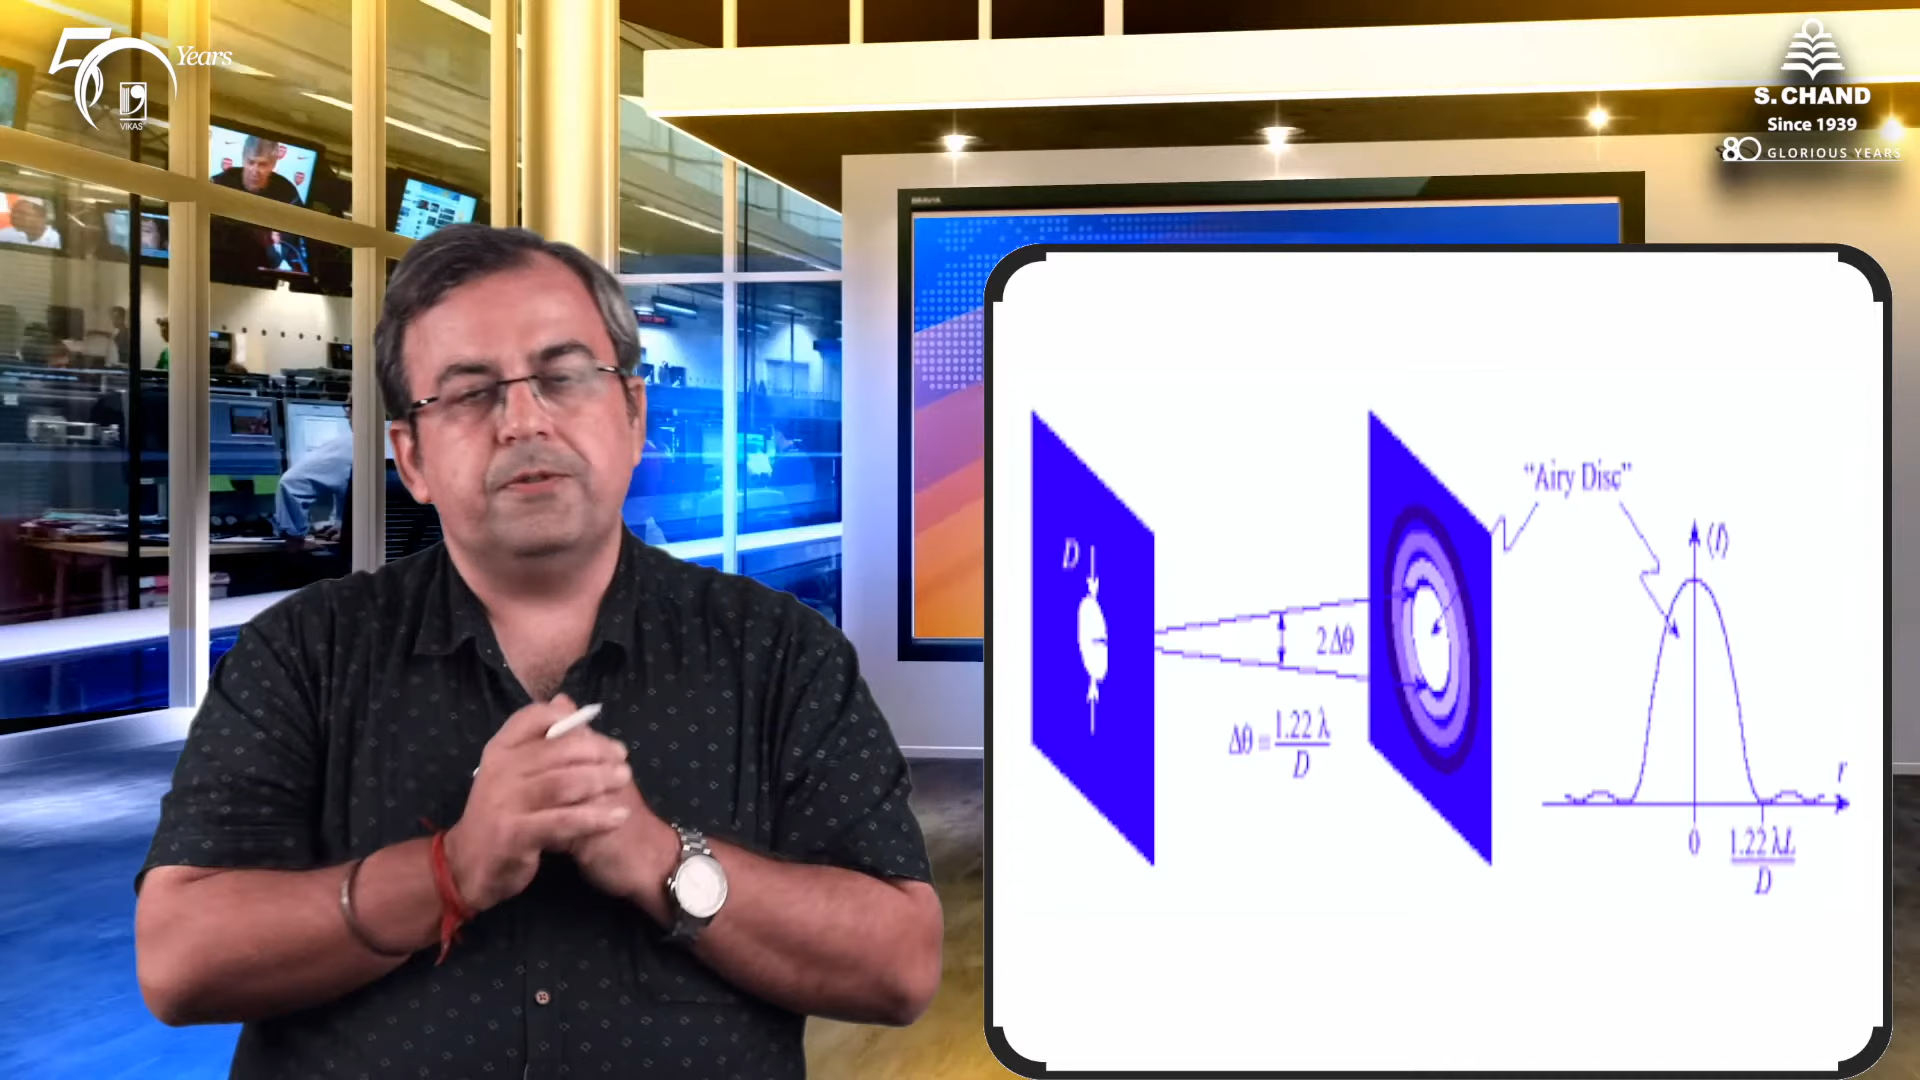 50 Years
VIKAS
S. CHAND
Since 1939
80 GLORIOUS YEARS
BRAVIA
"Airy Disc"
D
(I)
2Δθ
Δθ = 1.22 λ / D
r
0
1.22 λL / D